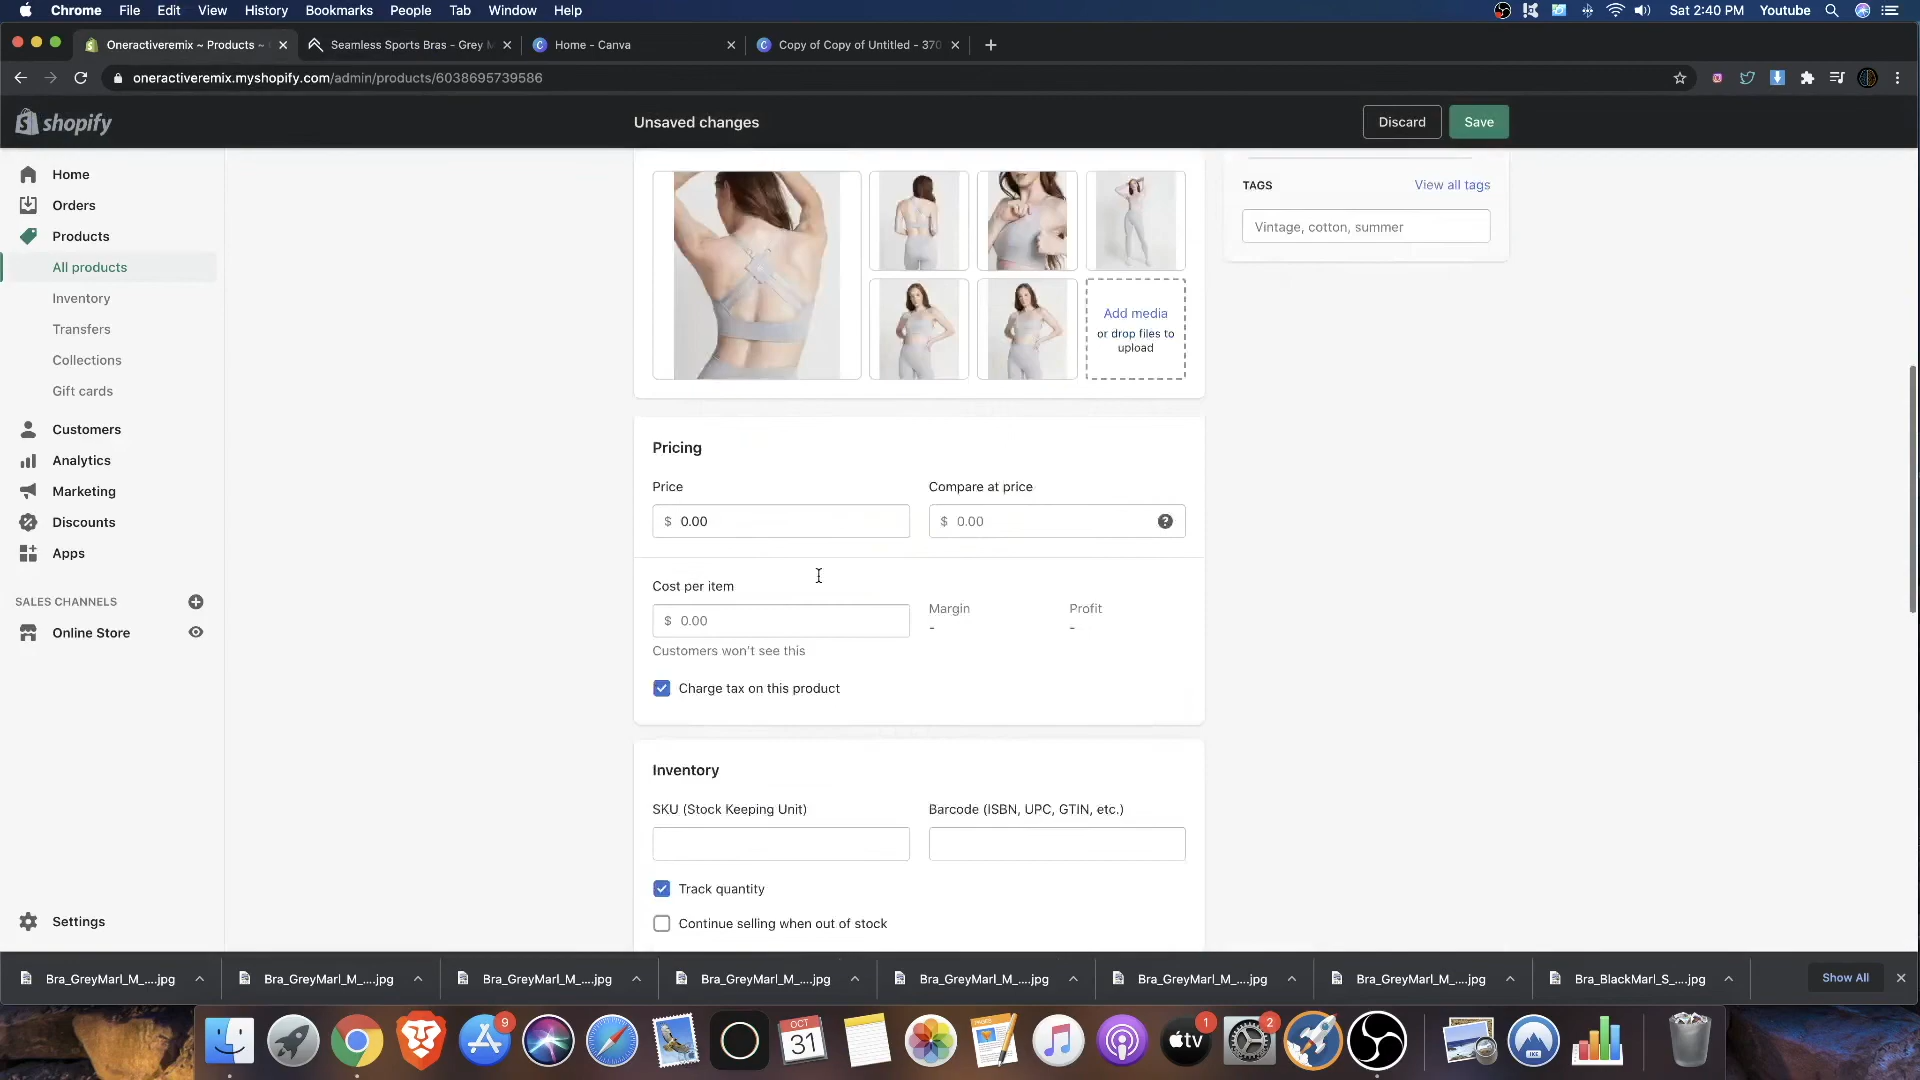 Chrome File Edit View History Bookmarks People Tab Window Help
Sat 2:40 PM Youtube
Oneractiveremix ~ Products ~
Seamless Sports Bras - Grey M
Home - Canva
Copy of Copy of Untitled - 370
oneractiveremix.myshopify.com/admin/products/6038695739586
shopify
Unsaved changes
Discard
Save
Home
Orders
Products
All products
Inventory
Transfers
Collections
Gift cards
Customers
Analytics
Marketing
Discounts
Apps
SALES CHANNELS
Online Store
Settings
TAGS
View all tags
Vintage, cotton, summer
Add media
or drop files to
upload
Pricing
Price
Compare at price
$ 0.00
$ 0.00
Cost per item
Margin
Profit
$ 0.00
-
-
Customers won't see this
Charge tax on this product
Inventory
SKU (Stock Keeping Unit)
Barcode (ISBN, UPC, GTIN, etc.)
Track quantity
Continue selling when out of stock
Bra_GreyMarl_M_....jpg
Bra_GreyMarl_M_....jpg
Bra_GreyMarl_M_....jpg
Bra_GreyMarl_M_....jpg
Bra_GreyMarl_M_....jpg
Bra_GreyMarl_M_....jpg
Bra_GreyMarl_M_....jpg
Bra_BlackMarl_S_....jpg
Show All
9
OCT
31
tv
1
2